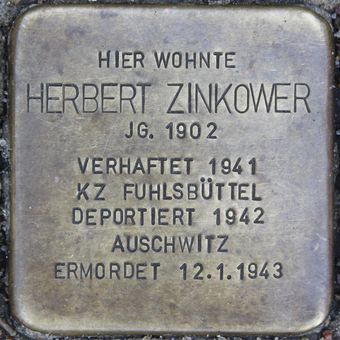 HIER WOHNTE
HERBERT ZINKOWER
JG. 1902
VERHAFTET 1941
KZ FUHLSBÜTTEL
DEPORTIERT 1942
AUSCHWITZ
ERMORDET 12.1.1943